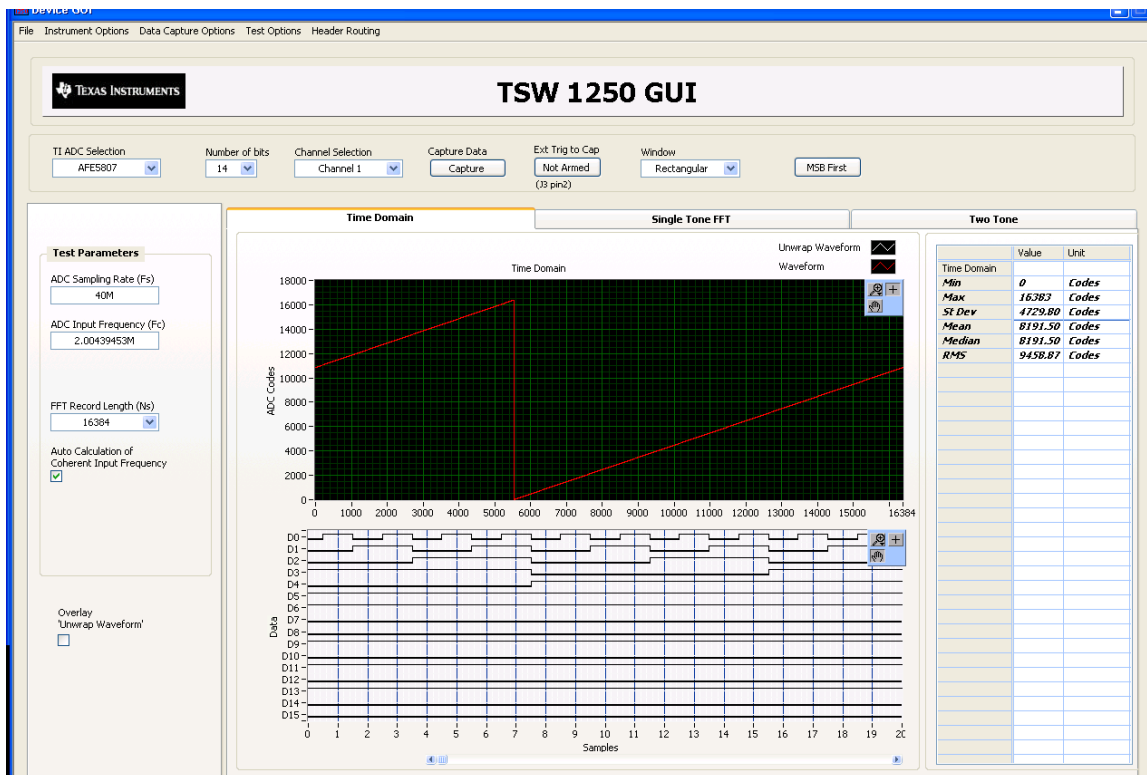 Device GUI
File Instrument Options Data Capture Options Test Options Header Routing
TEXAS INSTRUMENTS
TSW 1250 GUI
TI ADC Selection
AFE5807
Number of bits
14
Channel Selection
Channel 1
Capture Data
Capture
Ext Trig to Cap
Not Armed
(J3 pin2)
Window
Rectangular
MSB First
Time Domain Single Tone FFT Two Tone
Test Parameters
ADC Sampling Rate (Fs)
40M
ADC Input Frequency (Fc)
2.00439453M
FFT Record Length (Ns)
16384
Auto Calculation of
Coherent Input Frequency
Overlay
'Unwrap Waveform'
Unwrap Waveform
Waveform
Time Domain
ADC Codes
18000
16000
14000
12000
10000
8000
6000
4000
2000
0
0 1000 2000 3000 4000 5000 6000 7000 8000 9000 10000 11000 12000 13000 14000 15000 16384
Data
D0
D1
D2
D3
D4
D5
D6
D7
D8
D9
D10
D11
D12
D13
D14
D15
0 1 2 3 4 5 6 7 8 9 10 11 12 13 14 15 16 17 18 19 20
Samples
Value Unit
Time Domain
Min 0 Codes
Max 16383 Codes
St Dev 4729.80 Codes
Mean 8191.50 Codes
Median 8191.50 Codes
RMS 9458.87 Codes